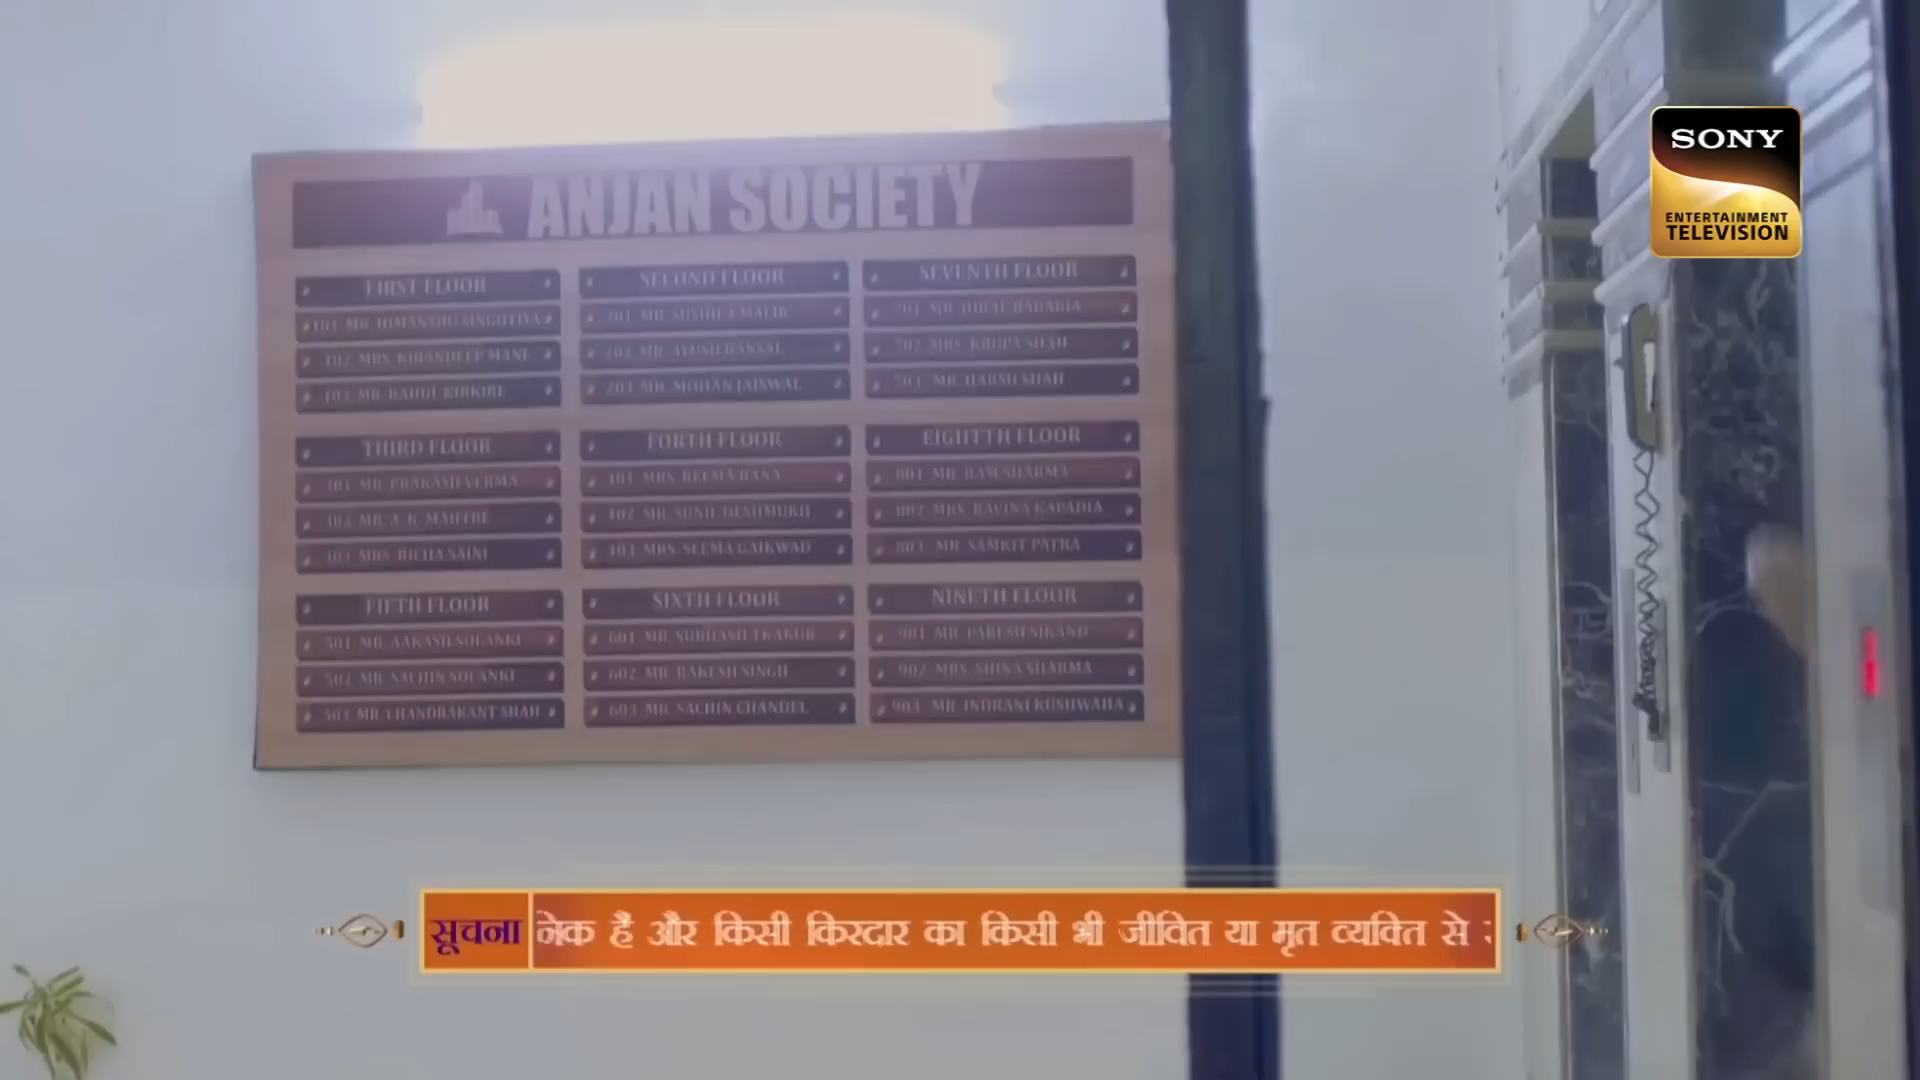 ANJAN SOCIETY
SONY
ENTERTAINMENT
TELEVISION
FIRST FLOOR
101 MR. HIMANSHU
102 MRS. KIRANDEEP MANE
103 MR. RAHUL KIRKIRE
SECOND FLOOR
201 MR. MALIK
202 MR. AYUSH BANSAL
203 MR. MOHAN JAISWAL
SEVENTH FLOOR
701 MR.
702 MRS. KRUPA SHAH
703 MR. HARSH SHAH
THIRD FLOOR
301 MR. PRAKASH VERMA
302 MR. A. K.
303 MRS. RICHA SAINI
FORTH FLOOR
401 MRS. REEMA RANA
402 MR. SUNIL DESHMUKH
403 MRS. SEEMA GAIKWAD
EIGHTTH FLOOR
801 MR. RAM SHARMA
802 MRS. RAVINA KAPADIA
803 MR. SAMKIT PATRA
FIFTH FLOOR
501 MR. AAKASH SOLANKI
502 MR. SACHIN SOLANKI
503 MR. CHANDRAKANT SHAH
SIXTH FLOOR
601 MR. SUBHASH THAKUR
602 MR. RAKESH SINGH
603 MR. SACHIN CHANDEL
NINETH FLOOR
901 MR. PARESH SIKAND
902 MRS. SHINA SHARMA
903 MR. INDRANI KUSHWAHA
सूचना नेक है और किसी किरदार का किसी भी जीवित या मृत व्यक्ति से